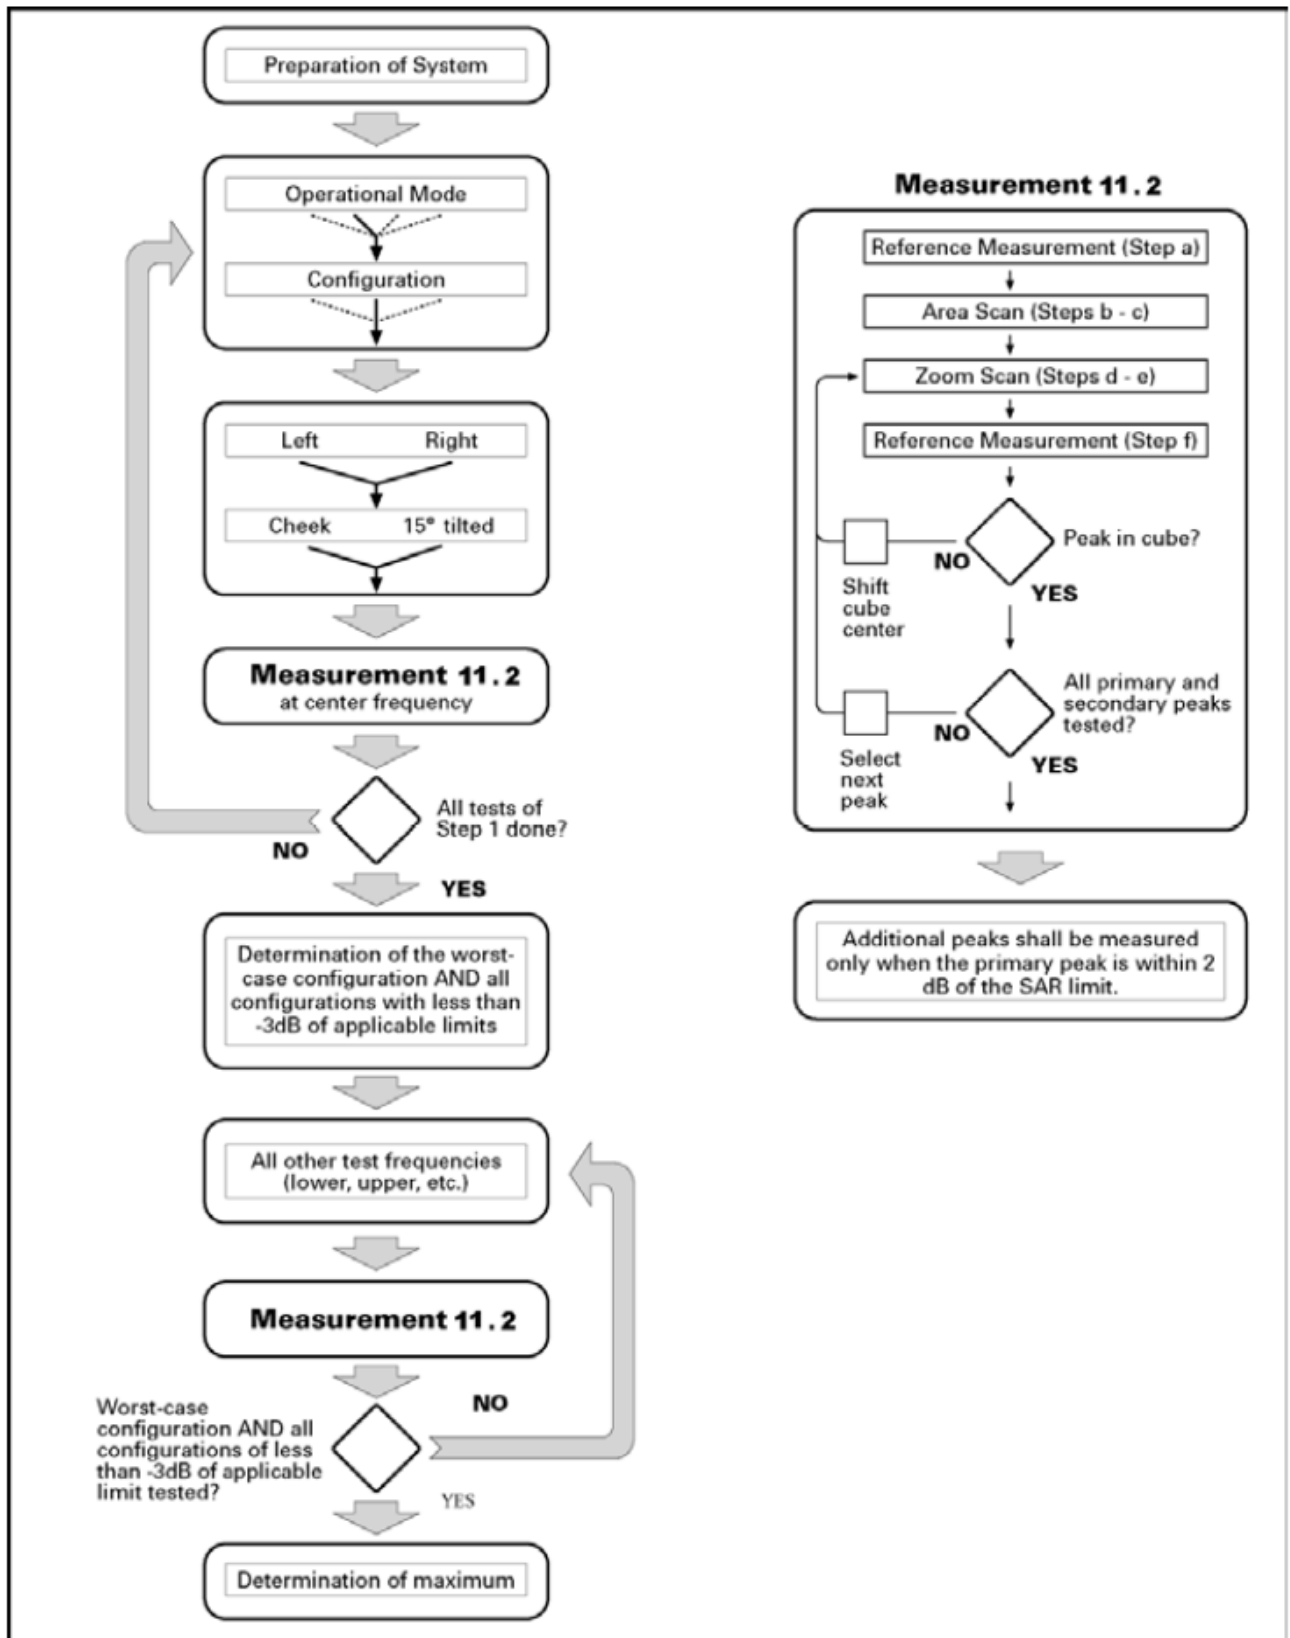 Preparation of System
Operational Mode
Configuration
Left Right
Cheek 15° tilted
Measurement 11.2
at center frequency
All tests of
Step 1 done?
NO
YES
Determination of the worst-
case configuration AND all
configurations with less than
-3dB of applicable limits
All other test frequencies
(lower, upper, etc.)
Measurement 11.2
NO
Worst-case
configuration AND all
configurations of less
than -3dB of applicable
limit tested?
YES
Determination of maximum
Measurement 11.2
Reference Measurement (Step a)
Area Scan (Steps b - c)
Zoom Scan (Steps d - e)
Reference Measurement (Step f)
Peak in cube?
NO
Shift
cube
center
YES
All primary and
secondary peaks
tested?
NO
Select
next
peak
YES
Additional peaks shall be measured
only when the primary peak is within 2
dB of the SAR limit.